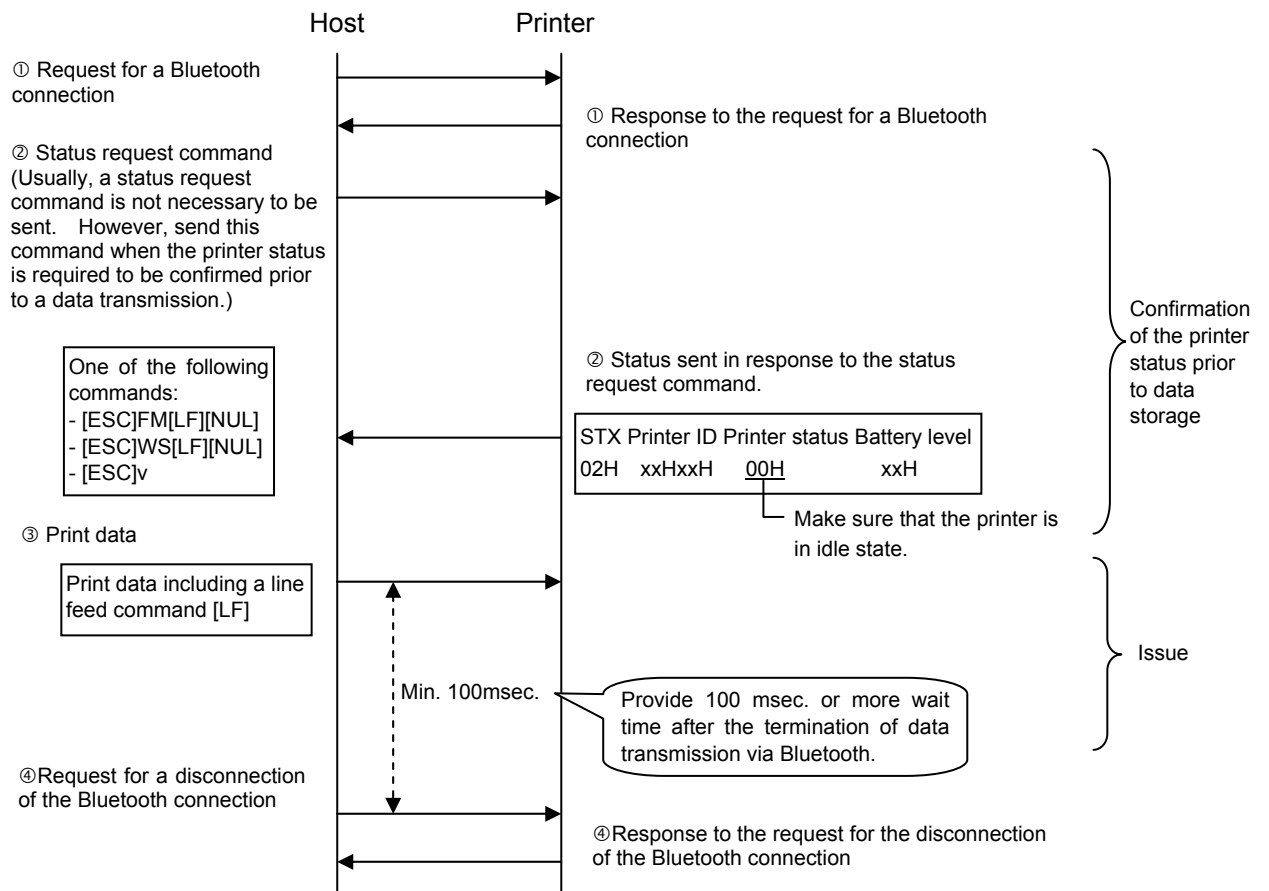 Host
Printer
① Request for a Bluetooth
connection
① Response to the request for a Bluetooth
connection
② Status request command
(Usually, a status request
command is not necessary to be
sent. However, send this
command when the printer status
is required to be confirmed prior
to a data transmission.)
Confirmation
of the printer
status prior
to data
storage
One of the following
commands:
- [ESC]FM[LF][NUL]
- [ESC]WS[LF][NUL]
- [ESC]v
② Status sent in response to the status
request command.
STX Printer ID Printer status Battery level
02H xxHxxH 00H xxH
Make sure that the printer is
in idle state.
③ Print data
Print data including a line
feed command [LF]
Issue
Min. 100msec.
Provide 100 msec. or more wait
time after the termination of data
transmission via Bluetooth.
④Request for a disconnection
of the Bluetooth connection
④Response to the request for the disconnection
of the Bluetooth connection